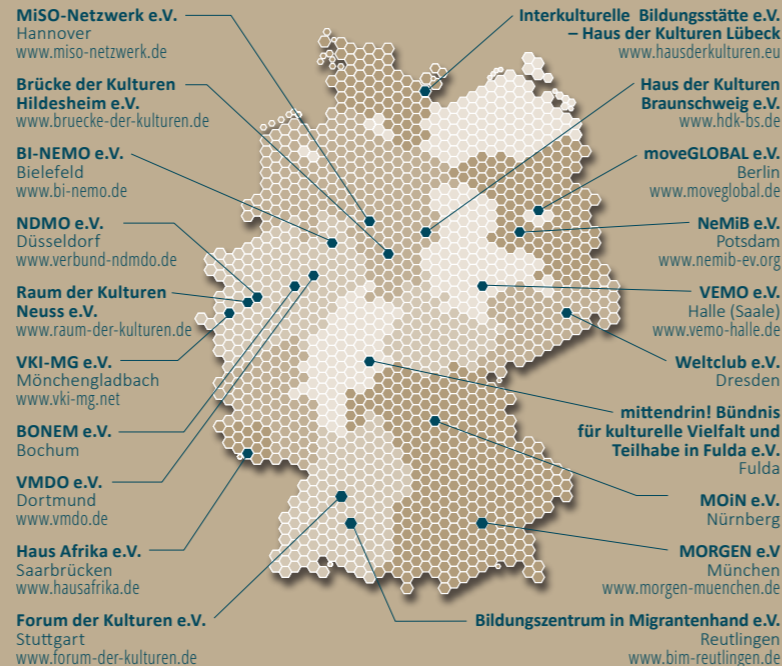 MiSO-Netzwerk e.V.
Hannover
www.miso-netzwerk.de
Brücke der Kulturen
Hildesheim e.V.
www.bruecke-der-kulturen.de
BI-NEMO e.V.
Bielefeld
www.bi-nemo.de
NDMO e.V.
Düsseldorf
www.verbund-ndmdo.de
Raum der Kulturen
Neuss e.V.
www.raum-der-kulturen.de
VKI-MG e.V.
Mönchengladbach
www.vki-mg.net
BONEM e.V.
Bochum
VMDO e.V.
Dortmund
www.vmdo.de
Haus Afrika e.V.
Saarbrücken
www.hausafrika.de
Forum der Kulturen e.V.
Stuttgart
www.forum-der-kulturen.de
Interkulturelle Bildungsstätte e.V.
– Haus der Kulturen Lübeck
www.hausderkulturen.eu
Haus der Kulturen
Braunschweig e.V.
www.hdk-bs.de
moveGLOBAL e.V.
Berlin
www.moveglobal.de
NeMiB e.V.
Potsdam
www.nemib-ev.org
VEMO e.V.
Halle (Saale)
www.vemo-halle.de
Weltclub e.V.
Dresden
mittendrin! Bündnis
für kulturelle Vielfalt und
Teilhabe in Fulda e.V.
Fulda
MOiN e.V.
Nürnberg
MORGEN e.V
München
www.morgen-muenchen.de
Bildungszentrum in Migrantenhand e.V.
Reutlingen
www.bim-reutlingen.de